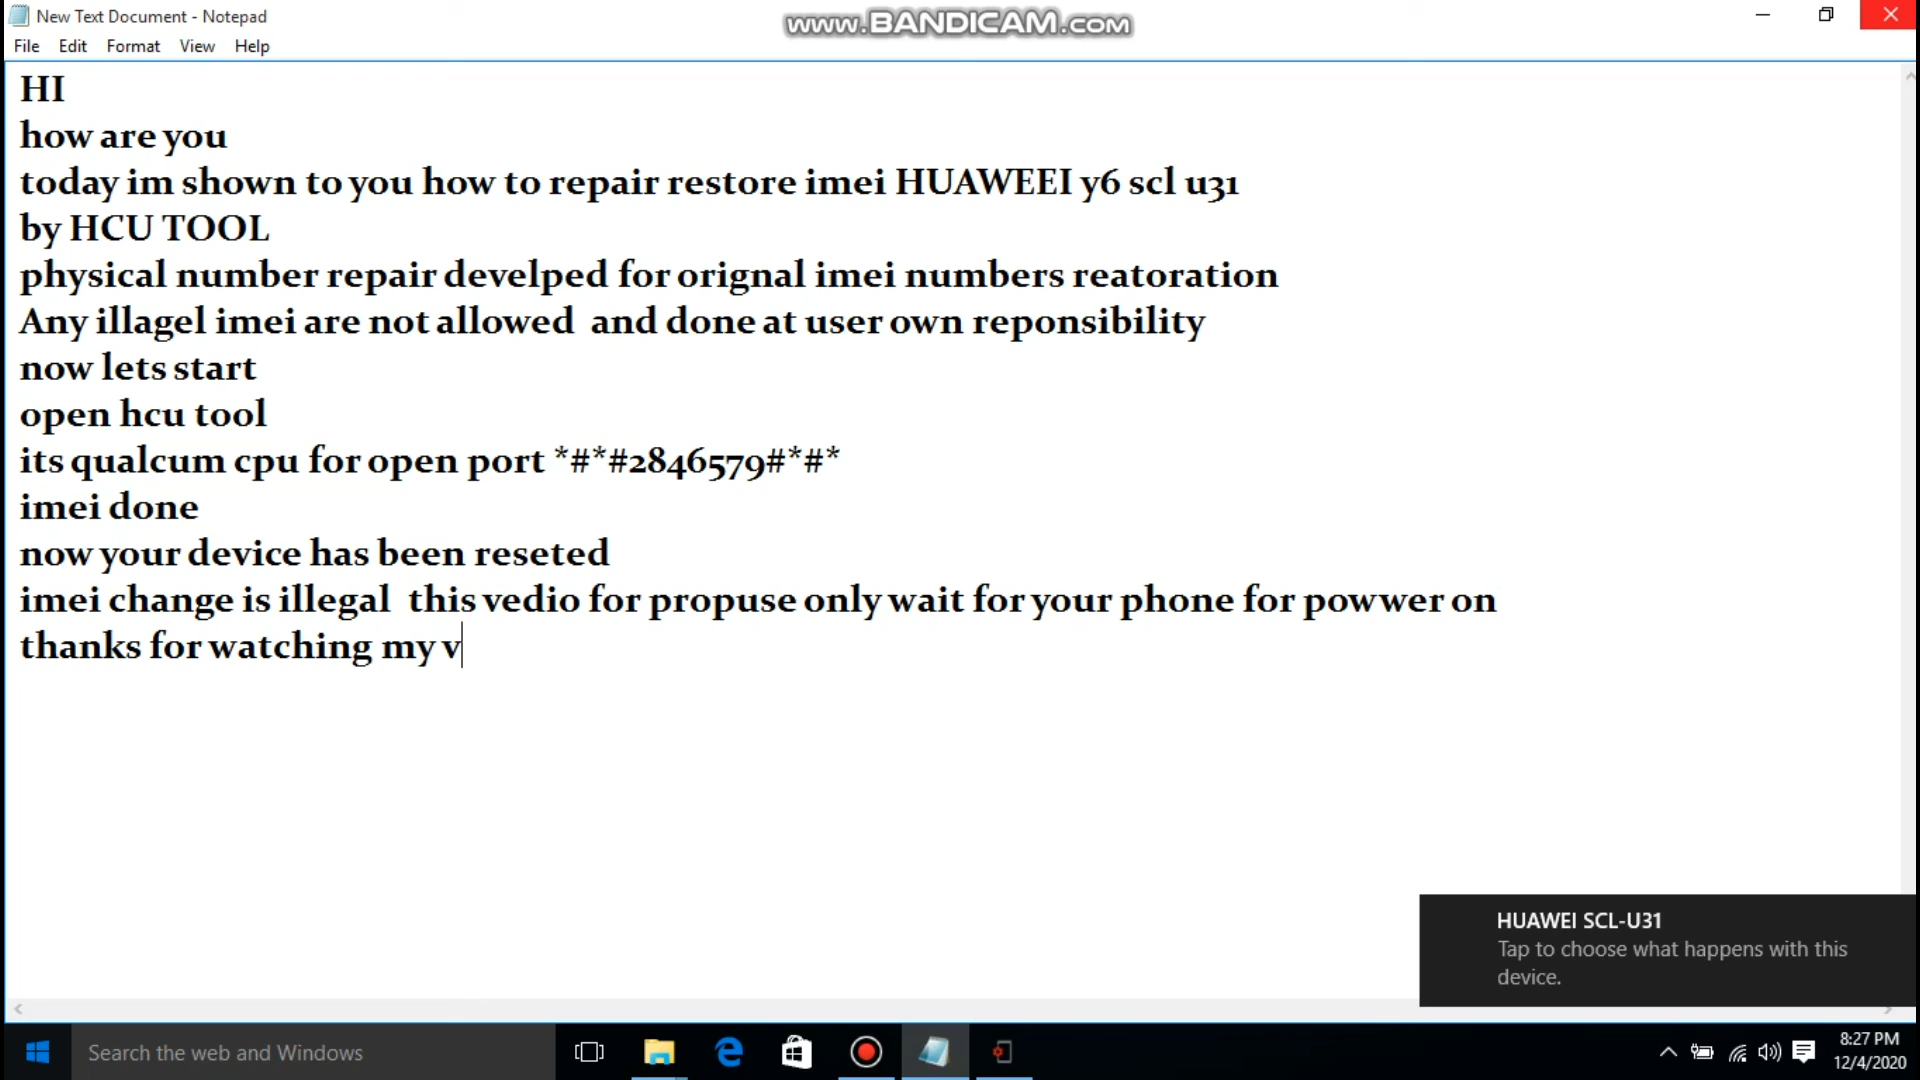 New Text Document - Notepad
www.BANDICAM.com
File Edit Format View Help
HI
how are you
today im shown to you how to repair restore imei HUAWEEI y6 scl u31
by HCU TOOL
physical number repair develped for orignal imei numbers reatoration
Any illagel imei are not allowed  and done at user own reponsibility
now lets start
open hcu tool
its qualcum cpu for open port *#*#2846579#*#*
imei done
now your device has been reseted
imei change is illegal  this vedio for propuse only wait for your phone for powwer on
thanks for watching my v
HUAWEI SCL-U31
Tap to choose what happens with this
device.
Search the web and Windows
8:27 PM
12/4/2020